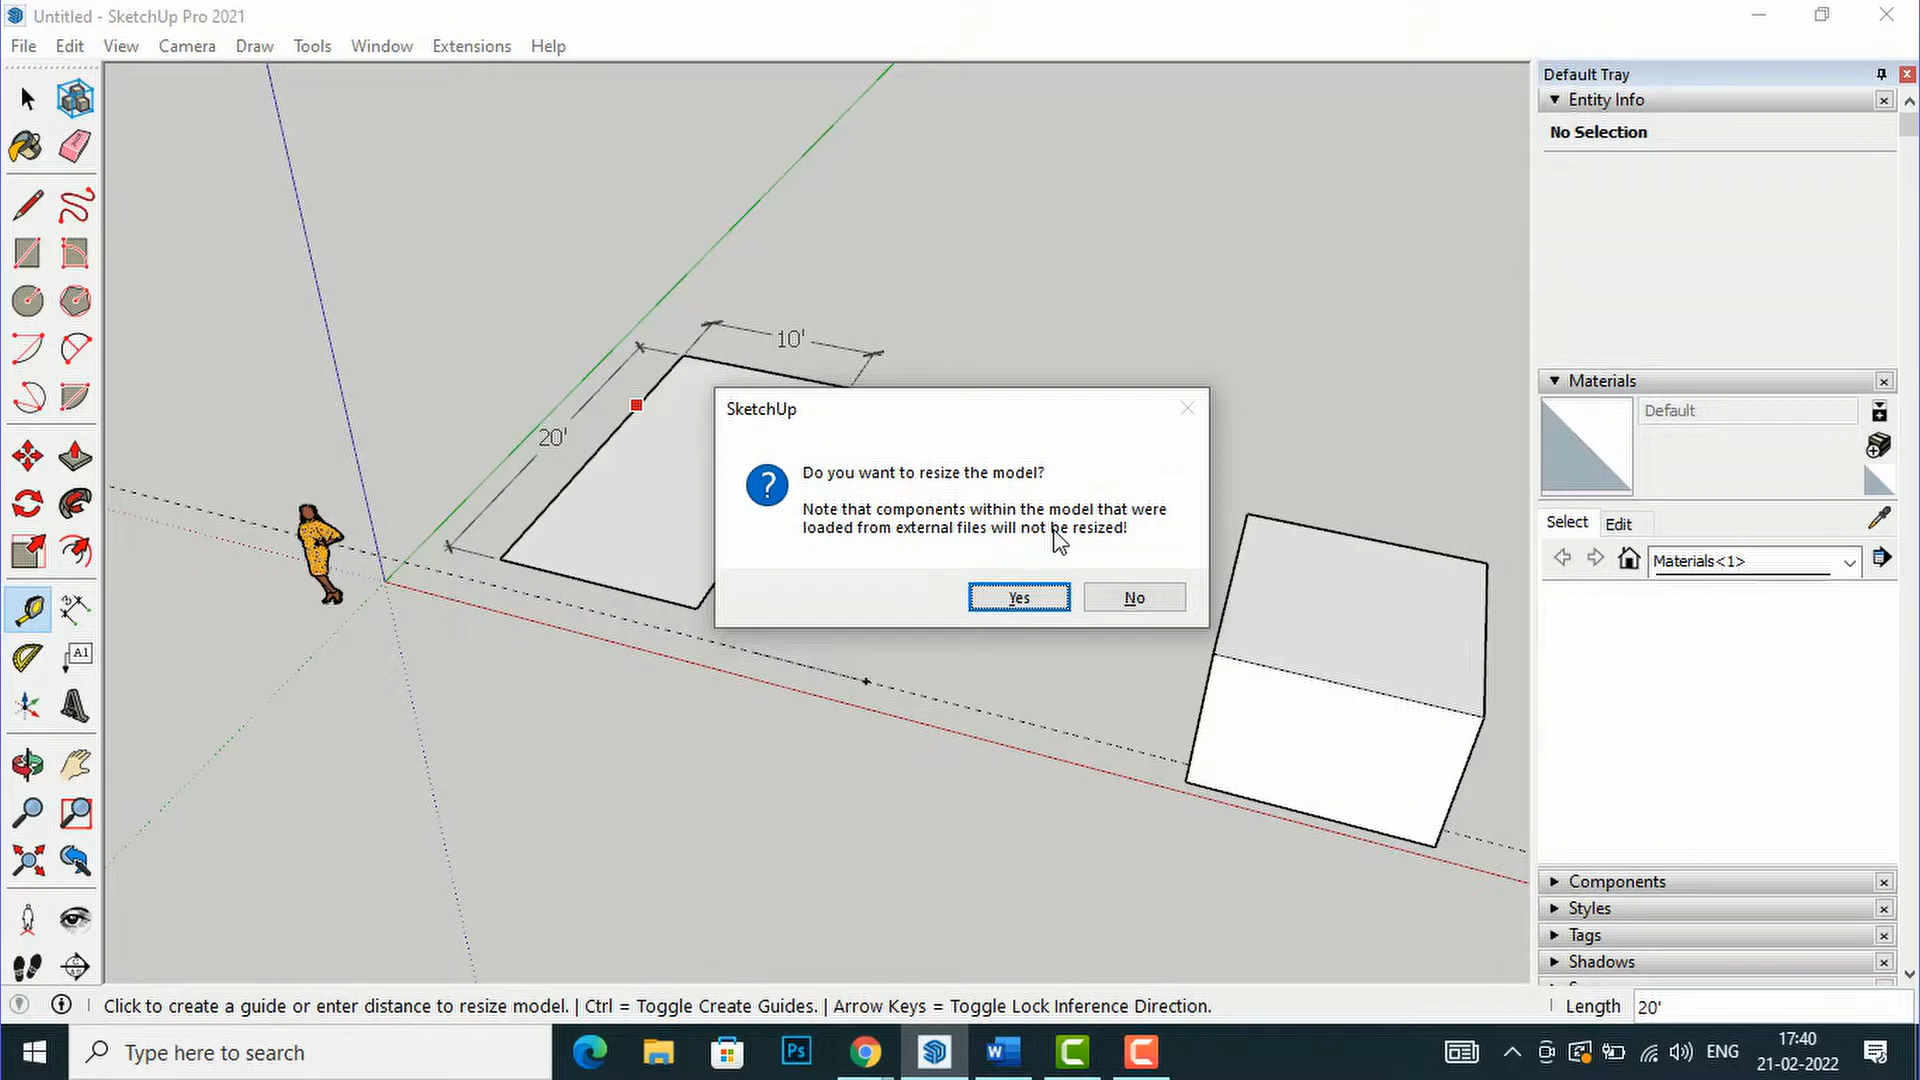 Untitled - SketchUp Pro 2021
File Edit View Camera Draw Tools Window Extensions Help
Default Tray
Entity Info
No Selection
10'
20'
SketchUp
Do you want to resize the model?
Note that components within the model that were
loaded from external files will not be resized!
Yes No
Materials
Default
Select Edit
Materials<1>
A1
Components
Styles
Tags
Shadows
Click to create a guide or enter distance to resize model. | Ctrl = Toggle Create Guides. | Arrow Keys = Toggle Lock Inference Direction.
Length 20'
Type here to search
Ps
W
ENG
17:40
21-02-2022